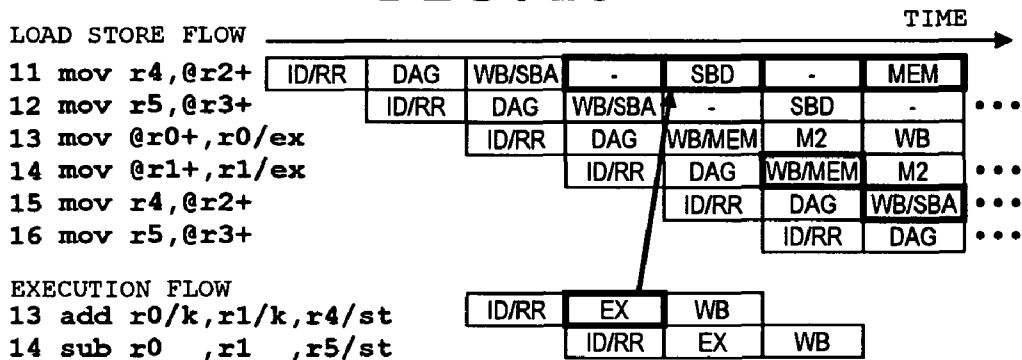 TIME
LOAD STORE FLOW
11 mov r4,@r2+ ID/RR DAG WB/SBA - SBD - MEM
12 mov r5,@r3+ ID/RR DAG WB/SBA - SBD - •••
13 mov @r0+,r0/ex ID/RR DAG WB/MEM M2 WB
14 mov @r1+,r1/ex ID/RR DAG WB/MEM M2 •••
15 mov r4,@r2+ ID/RR DAG WB/SBA •••
16 mov r5,@r3+ ID/RR DAG •••
EXECUTION FLOW
13 add r0/k,r1/k,r4/st ID/RR EX WB
14 sub r0 ,r1 ,r5/st ID/RR EX WB